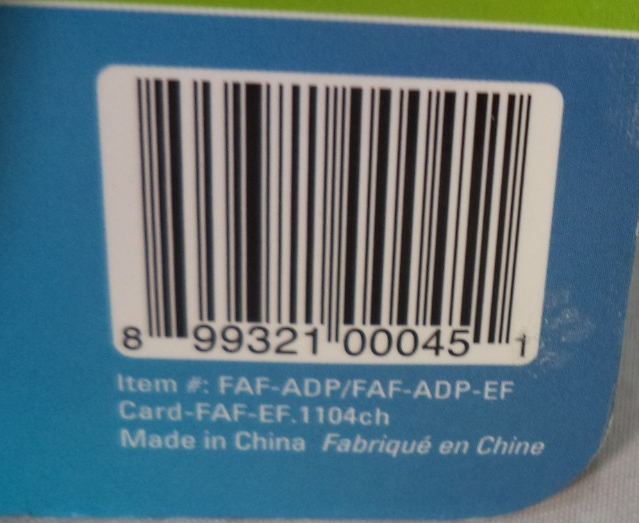 8 99321 00045 1
Item #: FAF-ADP/FAF-ADP-EF
Card-FAF-EF.1104ch
Made in China Fabriqué en Chine